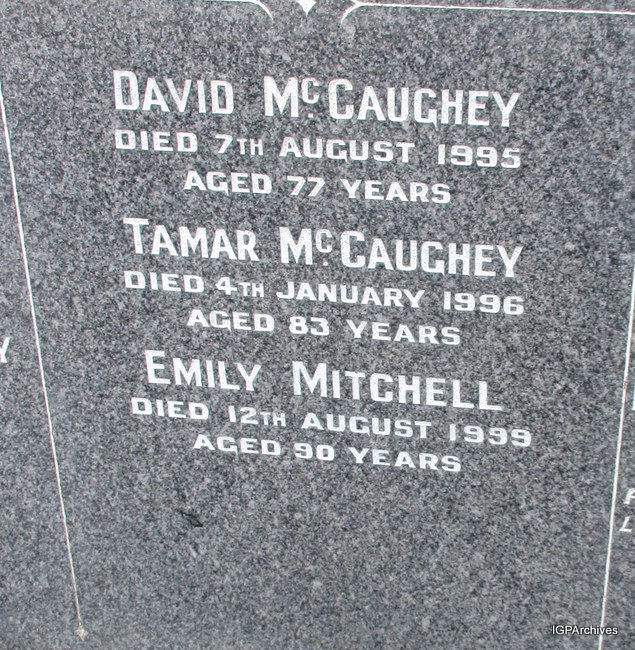 DAVID McCAUGHEY
DIED 7TH AUGUST 1995
AGED 77 YEARS
TAMAR McCAUGHEY
DIED 4TH JANUARY 1996
AGED 83 YEARS
EMILY MITCHELL
DIED 12TH AUGUST 1999
AGED 90 YEARS
IGPArchives